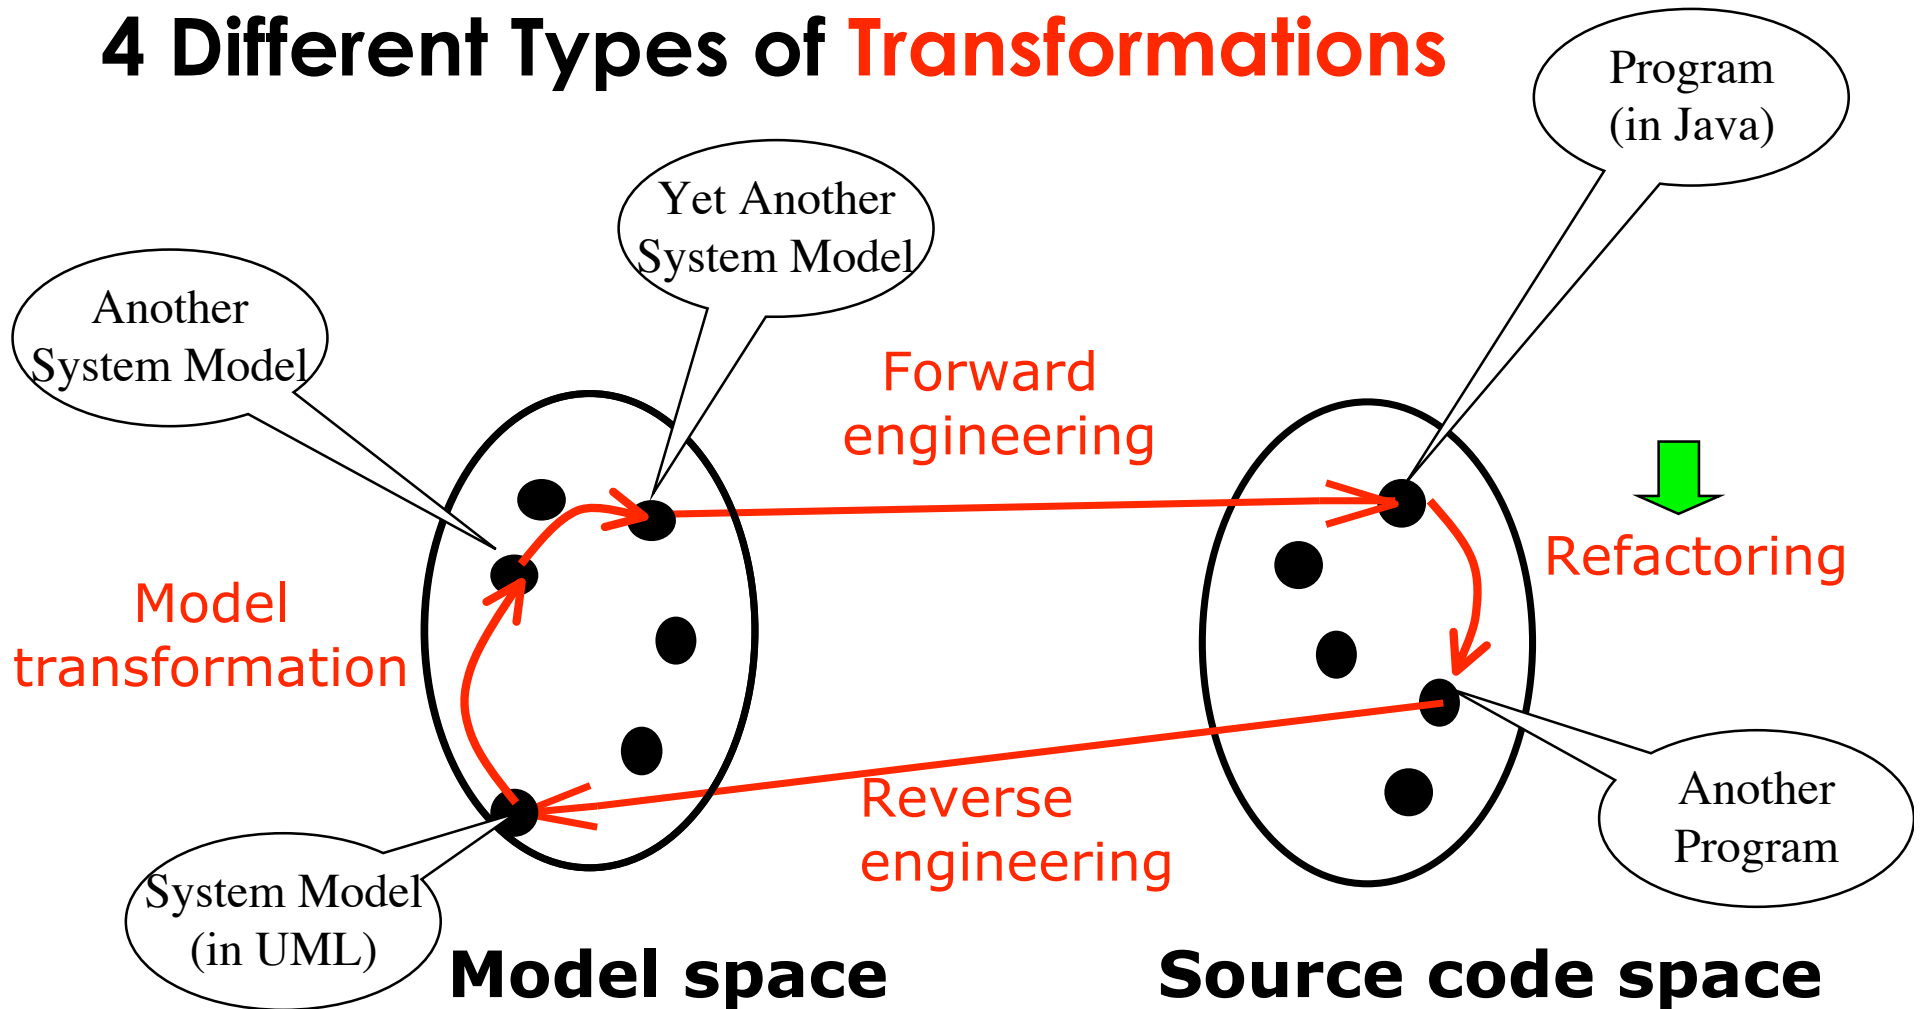 4 Different Types of Transformations
Program
(in Java)
Yet Another
System Model
Another
System Model
Forward
engineering
Refactoring
Model
transformation
Reverse
engineering
Another
Program
System Model
(in UML)
Model space
Source code space